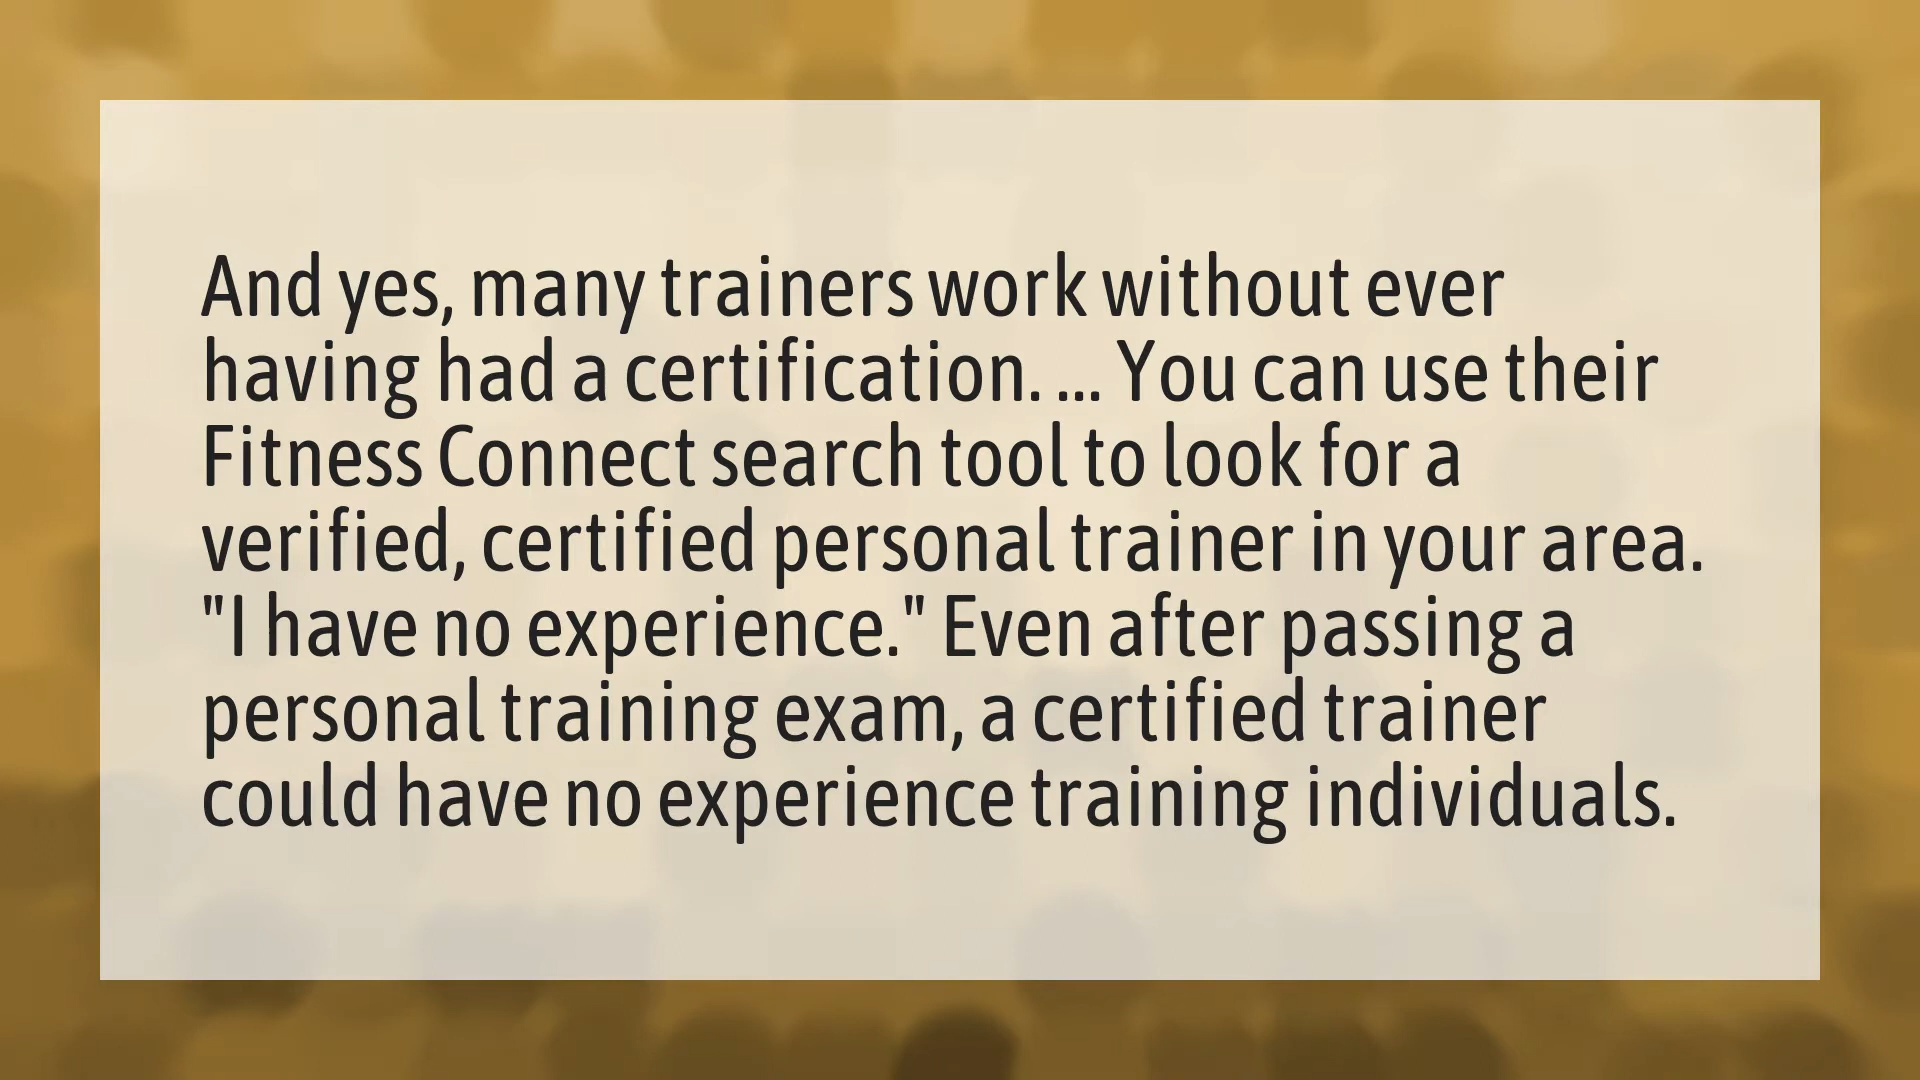 And yes, many trainers work without ever
having had a certification. ... You can use their
Fitness Connect search tool to look for a
verified, certified personal trainer in your area.
"I have no experience." Even after passing a
personal training exam, a certified trainer
could have no experience training individuals.